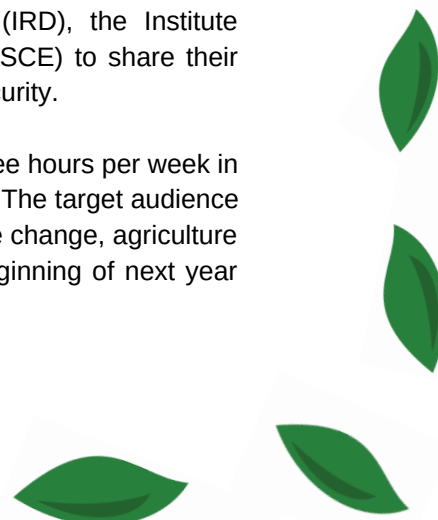 (IRD), the Institute
SCE) to share their
curity.
ee hours per week in
The target audience
e change, agriculture
ginning of next year